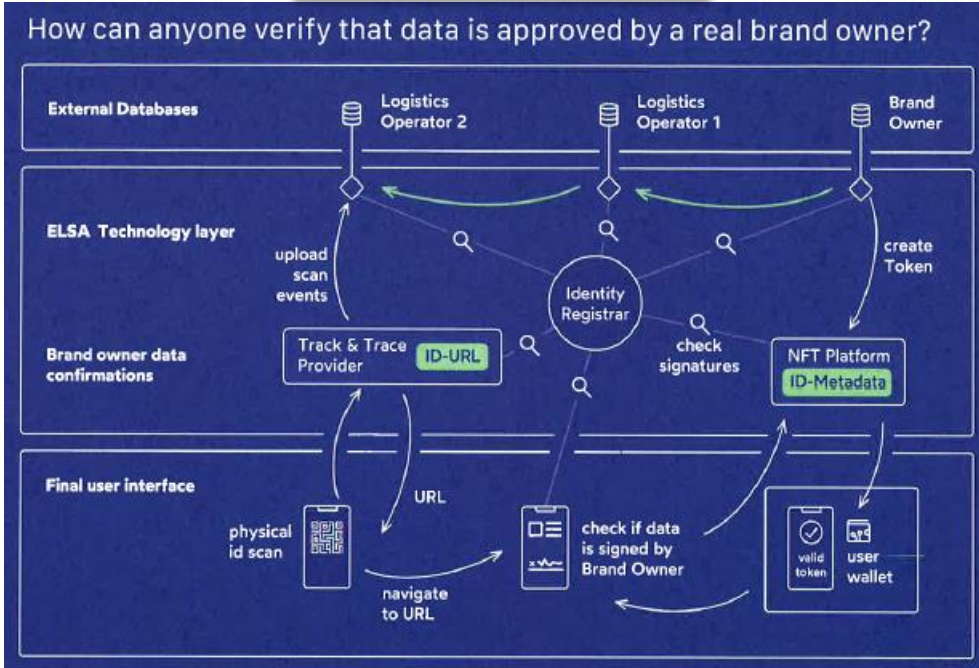 How can anyone verify that data is approved by a real brand owner?
External Databases
Logistics
Operator 2
Logistics
Operator 1
Brand
Owner
ELSA Technology layer
upload
scan
events
create
Token
Identity
Registrar
Brand owner data
confirmations
Track & Trace
Provider
ID-URL
check
signatures
NFT Platform
ID-Metadata
Final user interface
physical
id scan
URL
navigate
to URL
check if data
is signed by
Brand Owner
valid
token
user
wallet